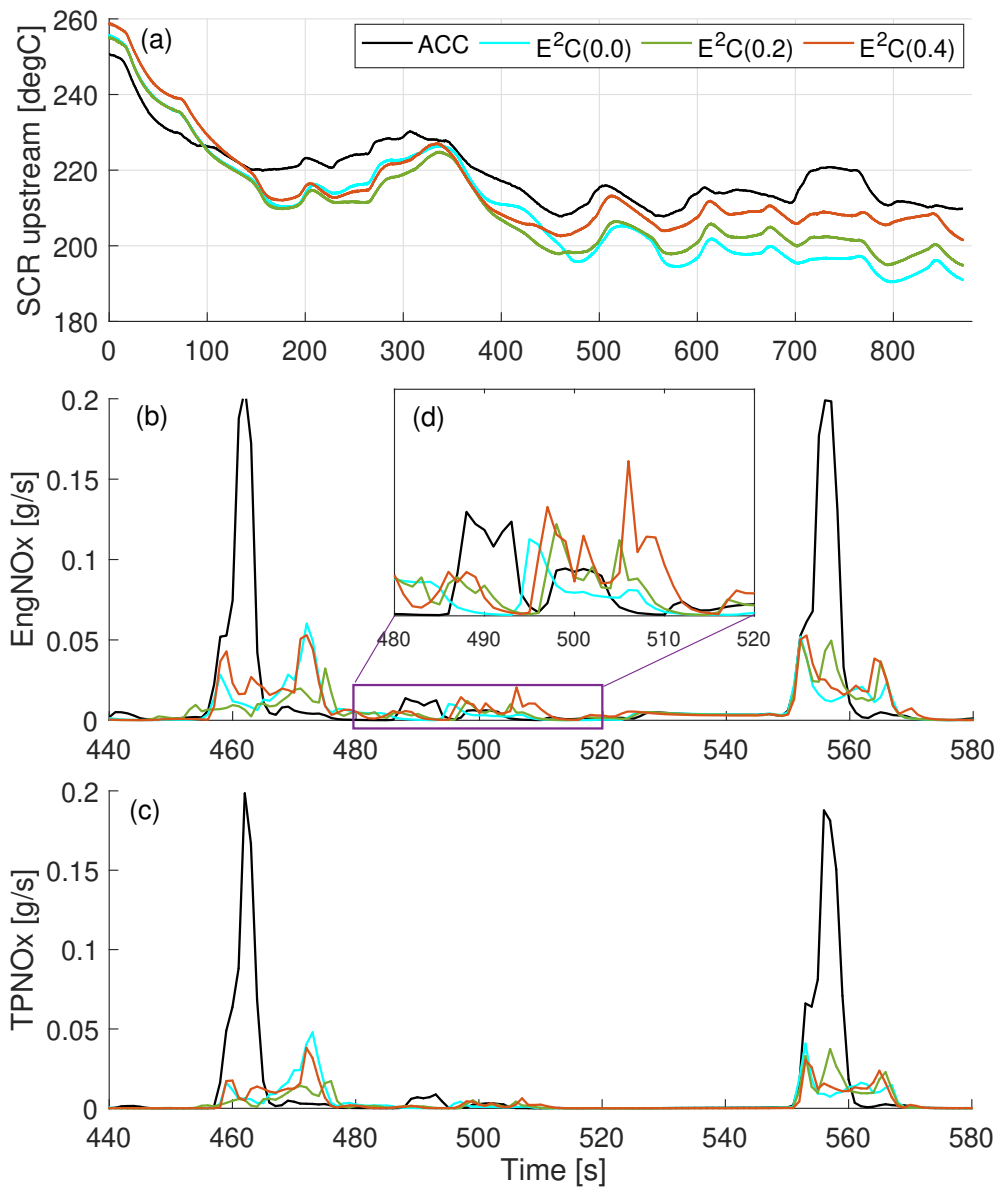 (a)
ACC E²C(0.0) E²C(0.2) E²C(0.4)
SCR upstream [degC]
260
240
220
200
180
0 100 200 300 400 500 600 700 800
(b)
EngNOx [g/s]
0.2
0.15
0.1
0.05
0
440 460 480 500 520 540 560 580
(d)
480 490 500 510 520
(c)
TPNOx [g/s]
0.2
0.15
0.1
0.05
0
440 460 480 500 520 540 560 580
Time [s]